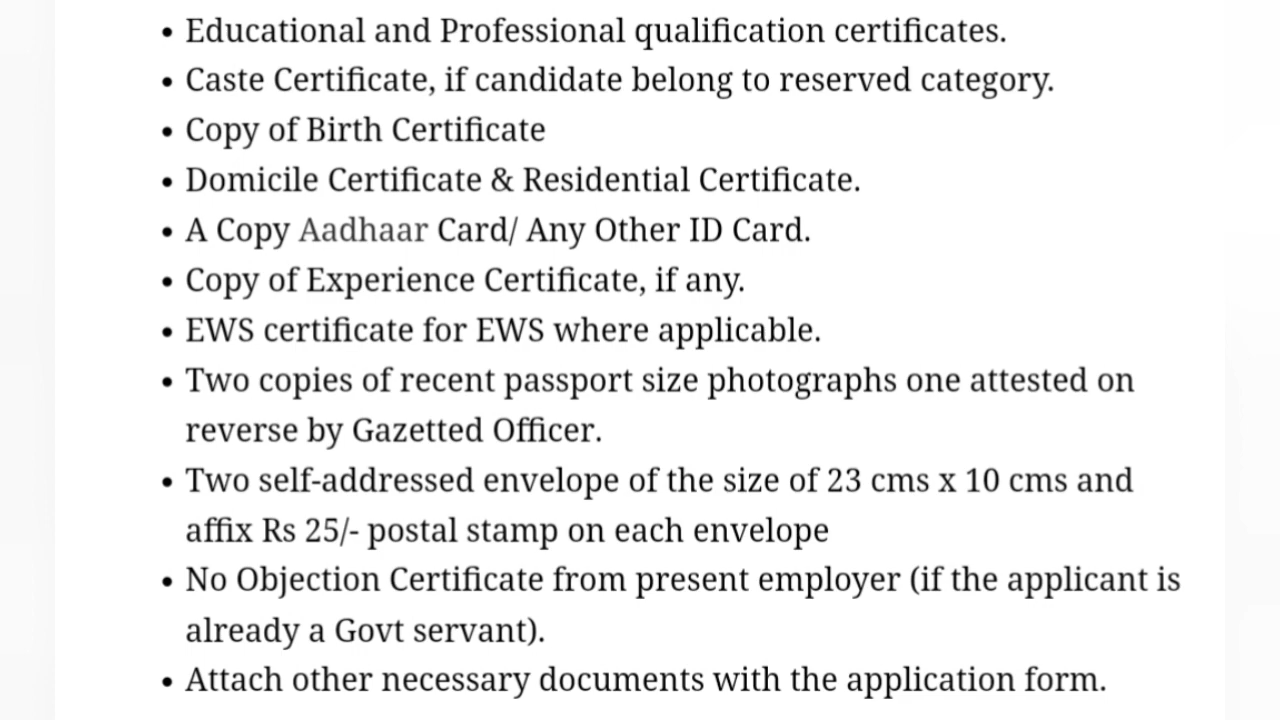 • Educational and Professional qualification certificates.
• Caste Certificate, if candidate belong to reserved category.
• Copy of Birth Certificate
• Domicile Certificate & Residential Certificate.
• A Copy Aadhaar Card/ Any Other ID Card.
• Copy of Experience Certificate, if any.
• EWS certificate for EWS where applicable.
• Two copies of recent passport size photographs one attested on
reverse by Gazetted Officer.
• Two self-addressed envelope of the size of 23 cms x 10 cms and
affix Rs 25/- postal stamp on each envelope
• No Objection Certificate from present employer (if the applicant is
already a Govt servant).
• Attach other necessary documents with the application form.